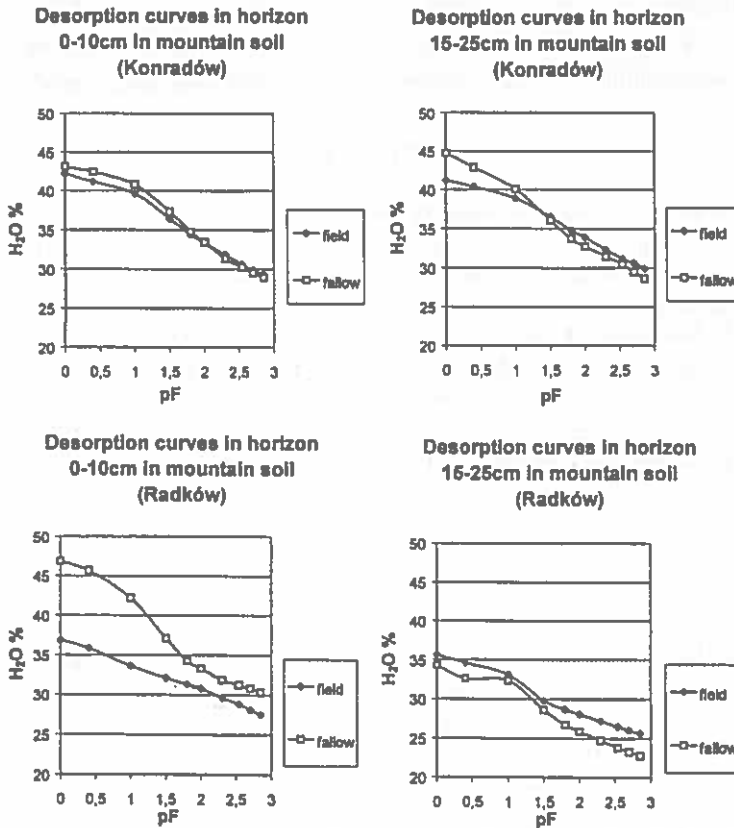 Desorption curves in horizon
0-10cm in mountain soil
(Konradów)
50
45
40
35
30
25
20
H₂O %
0 0,5 1 1,5 2 2,5 3
pF
field
fallow
Desorption curves in horizon
15-25cm in mountain soil
(Konradów)
50
45
40
35
30
25
20
H₂O %
0 0,5 1 1,5 2 2,5 3
pF
field
fallow
Desorption curves in horizon
0-10cm in mountain soil
(Radków)
50
45
40
35
30
25
20
H₂O %
0 0,5 1 1,5 2 2,5 3
pF
field
fallow
Desorption curves in horizon
15-25cm in mountain soil
(Radków)
50
45
40
35
30
25
20
H₂O %
0 0,5 1 1,5 2 2,5 3
pF
field
fallow